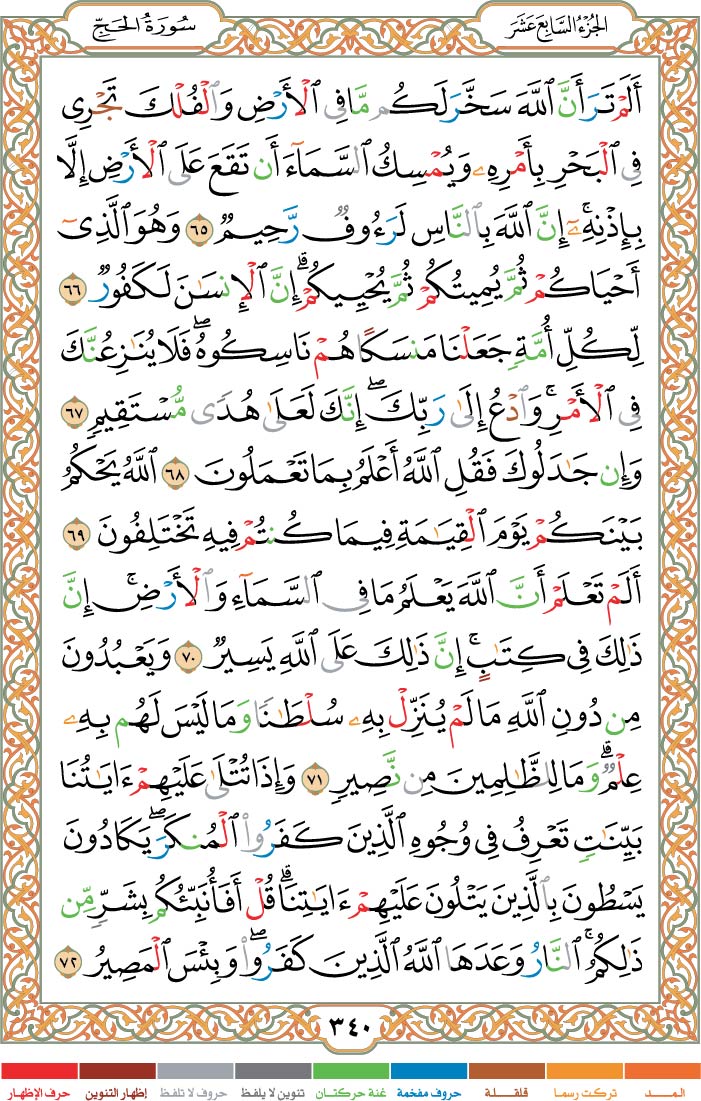 الجُزْءُ السَّابِعَ عَشَرَ
سُورَةُ الحَجّ
أَلَمْ تَرَ أَنَّ ٱللَّهَ سَخَّرَ لَكُم مَّا فِى ٱلْأَرْضِ وَٱلْفُلْكَ تَجْرِى
فِى ٱلْبَحْرِ بِأَمْرِهِۦ وَيُمْسِكُ ٱلسَّمَآءَ أَن تَقَعَ عَلَى ٱلْأَرْضِ إِلَّا
بِإِذْنِهِۦٓ ۗ إِنَّ ٱللَّهَ بِٱلنَّاسِ لَرَءُوفٌ رَّحِيمٌ ٦٥ وَهُوَ ٱلَّذِىٓ
أَحْيَاكُمْ ثُمَّ يُمِيتُكُمْ ثُمَّ يُحْيِيكُمْ ۗ إِنَّ ٱلْإِنسَٰنَ لَكَفُورٌ ٦٦
لِّكُلِّ أُمَّةٍ جَعَلْنَا مَنسَكًا هُمْ نَاسِكُوهُ ۖ فَلَا يُنَٰزِعُنَّكَ
فِى ٱلْأَمْرِ ۚ وَٱدْعُ إِلَىٰ رَبِّكَ ۖ إِنَّكَ لَعَلَىٰ هُدًى مُّسْتَقِيمٍ ٦٧
وَإِن جَٰدَلُوكَ فَقُلِ ٱللَّهُ أَعْلَمُ بِمَا تَعْمَلُونَ ٦٨ ٱللَّهُ يَحْكُمُ
بَيْنَكُمْ يَوْمَ ٱلْقِيَٰمَةِ فِيمَا كُنتُمْ فِيهِ تَخْتَلِفُونَ ٦٩
أَلَمْ تَعْلَمْ أَنَّ ٱللَّهَ يَعْلَمُ مَا فِى ٱلسَّمَآءِ وَٱلْأَرْضِ ۗ إِنَّ
ذَٰلِكَ فِى كِتَٰبٍ ۚ إِنَّ ذَٰلِكَ عَلَى ٱللَّهِ يَسِيرٌ ٧٠ وَيَعْبُدُونَ
مِن دُونِ ٱللَّهِ مَا لَمْ يُنَزِّلْ بِهِۦ سُلْطَٰنًا وَمَا لَيْسَ لَهُم بِهِۦ
عِلْمٌ ۗ وَمَا لِلظَّٰلِمِينَ مِن نَّصِيرٍ ٧١ وَإِذَا تُتْلَىٰ عَلَيْهِمْ ءَايَٰتُنَا
بَيِّنَٰتٍ تَعْرِفُ فِى وُجُوهِ ٱلَّذِينَ كَفَرُوا۟ ٱلْمُنكَرَ ۖ يَكَادُونَ
يَسْطُونَ بِٱلَّذِينَ يَتْلُونَ عَلَيْهِمْ ءَايَٰتِنَا ۗ قُلْ أَفَأُنَبِّئُكُم بِشَرٍّ مِّن
ذَٰلِكُمُ ۗ ٱلنَّارُ وَعَدَهَا ٱللَّهُ ٱلَّذِينَ كَفَرُوا۟ ۖ وَبِئْسَ ٱلْمَصِيرُ ٧٢
٣٤٠
المـــد تركت رسما قلقـــلة حروف مفخمة غنة حركتان تنوين لا يلفظ حروف لا تلفظ إظهار التنوين حرف الإظهار